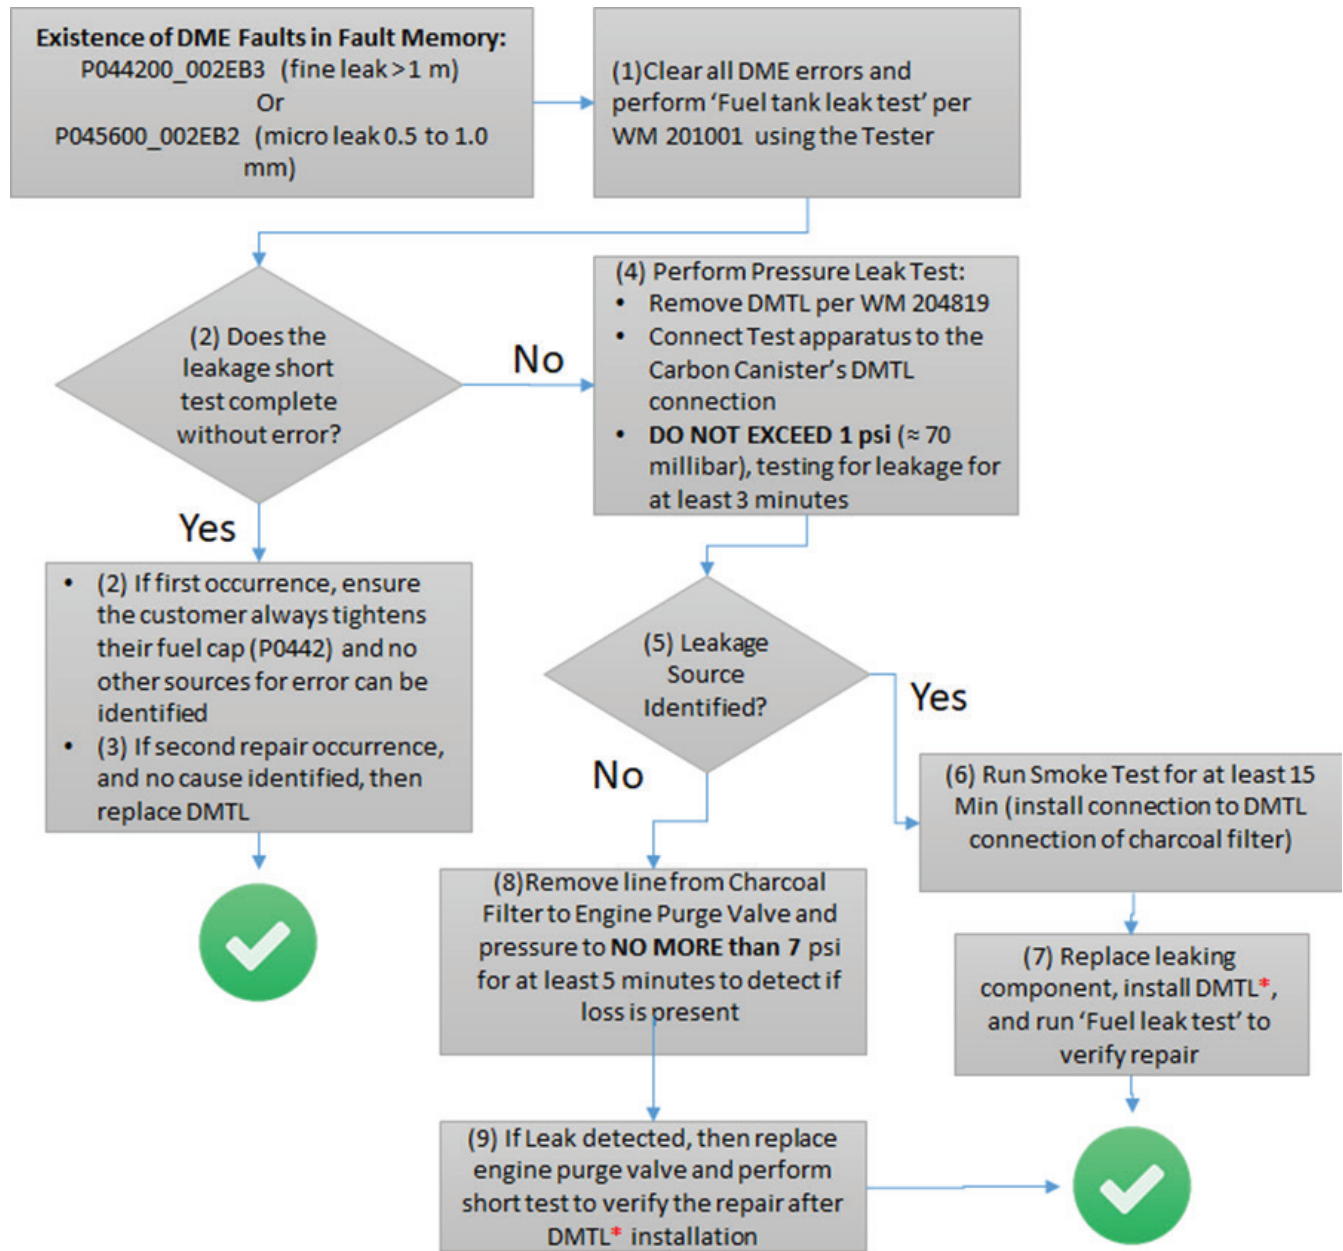 Existence of DME Faults in Fault Memory:
P044200_002EB3 (fine leak >1 m)
Or
P045600_002EB2 (micro leak 0.5 to 1.0
mm)
(1)Clear all DME errors and
perform ‘Fuel tank leak test’ per
WM 201001 using the Tester
(2) Does the
leakage short
test complete
without error?
No
Yes
(4) Perform Pressure Leak Test:
• Remove DMTL per WM 204819
• Connect Test apparatus to the
Carbon Canister’s DMTL
connection
• DO NOT EXCEED 1 psi (≈ 70
millibar), testing for leakage for
at least 3 minutes
• (2) If first occurrence, ensure
the customer always tightens
their fuel cap (P0442) and no
other sources for error can be
identified
• (3) If second repair occurrence,
and no cause identified, then
replace DMTL
(5) Leakage
Source
Identified?
Yes
No
(6) Run Smoke Test for at least 15
Min (install connection to DMTL
connection of charcoal filter)
(7) Replace leaking
component, install DMTL*,
and run ‘Fuel leak test’ to
verify repair
(8)Remove line from Charcoal
Filter to Engine Purge Valve and
pressure to NO MORE than 7 psi
for at least 5 minutes to detect if
loss is present
(9) If Leak detected, then replace
engine purge valve and perform
short test to verify the repair after
DMTL* installation